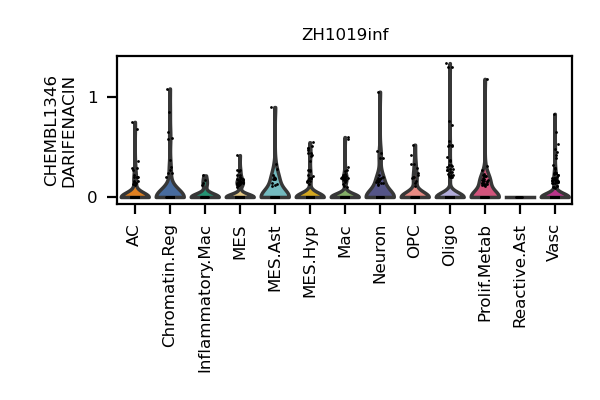 ZH1019inf
CHEMBL1346
DARIFENACIN
1
0
AC
Chromatin.Reg
Inflammatory.Mac
MES
MES.Ast
MES.Hyp
Mac
Neuron
OPC
Oligo
Prolif.Metab
Reactive.Ast
Vasc